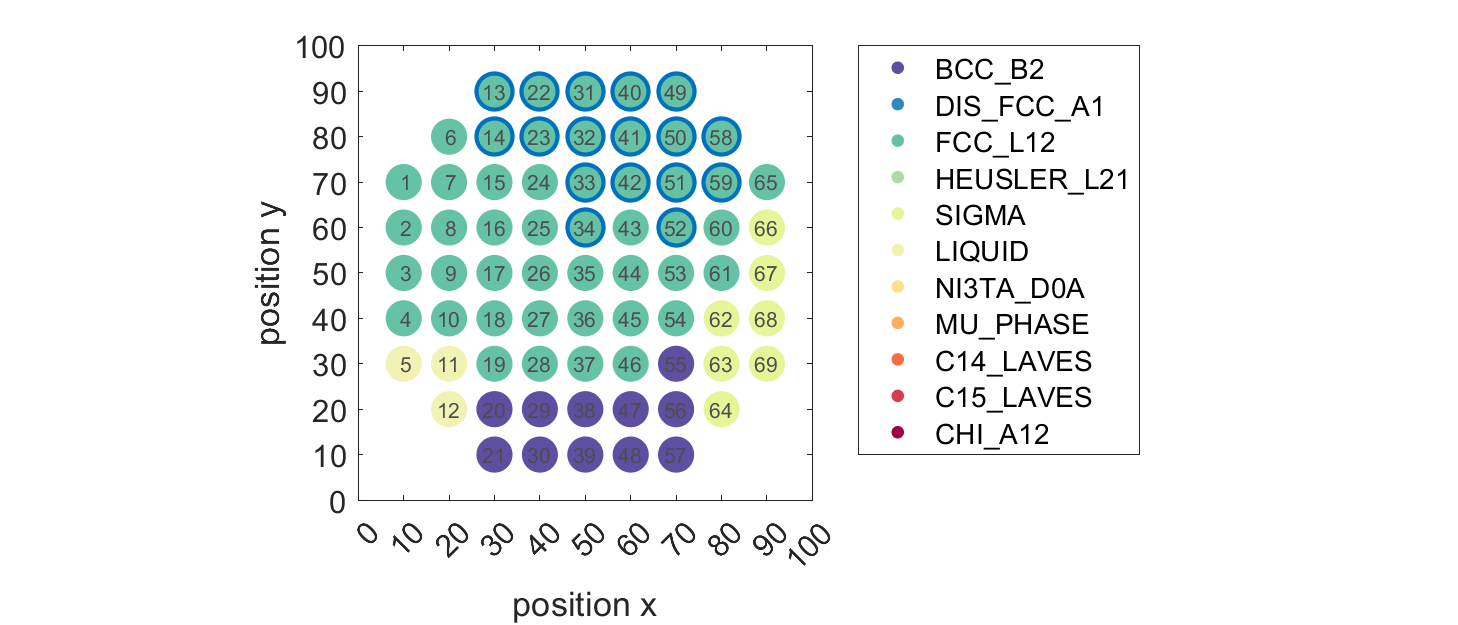 100
90 13 22 31 40 49
80 6 14 23 32 41 50 58
70 1 7 15 24 33 42 51 59 65
60 2 8 16 25 34 43 52 60 66
50 3 9 17 26 35 44 53 61 67
40 4 10 18 27 36 45 54 62 68
30 5 11 19 28 37 46 55 63 69
20 12 20 29 38 47 56 64
10 21 30 39 48 57
0
0 10 20 30 40 50 60 70 80 90 100
position x
position y
BCC_B2
DIS_FCC_A1
FCC_L12
HEUSLER_L21
SIGMA
LIQUID
NI3TA_D0A
MU_PHASE
C14_LAVES
C15_LAVES
CHI_A12